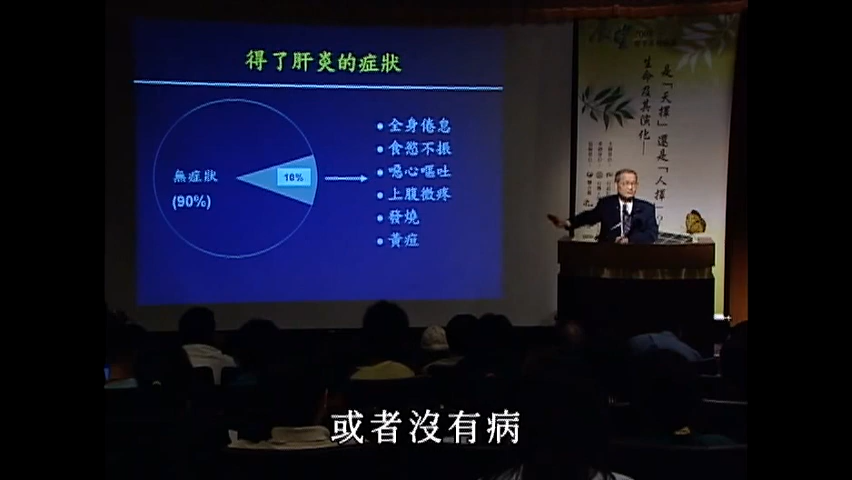 得了肝炎的症狀
無症狀
(90%)
10%
• 全身倦怠
• 食慾不振
• 噁心嘔吐
• 上腹微疼
• 發燒
• 黃疸
是「天擇」還是「人擇」?
生命及其演化—
或者沒有病